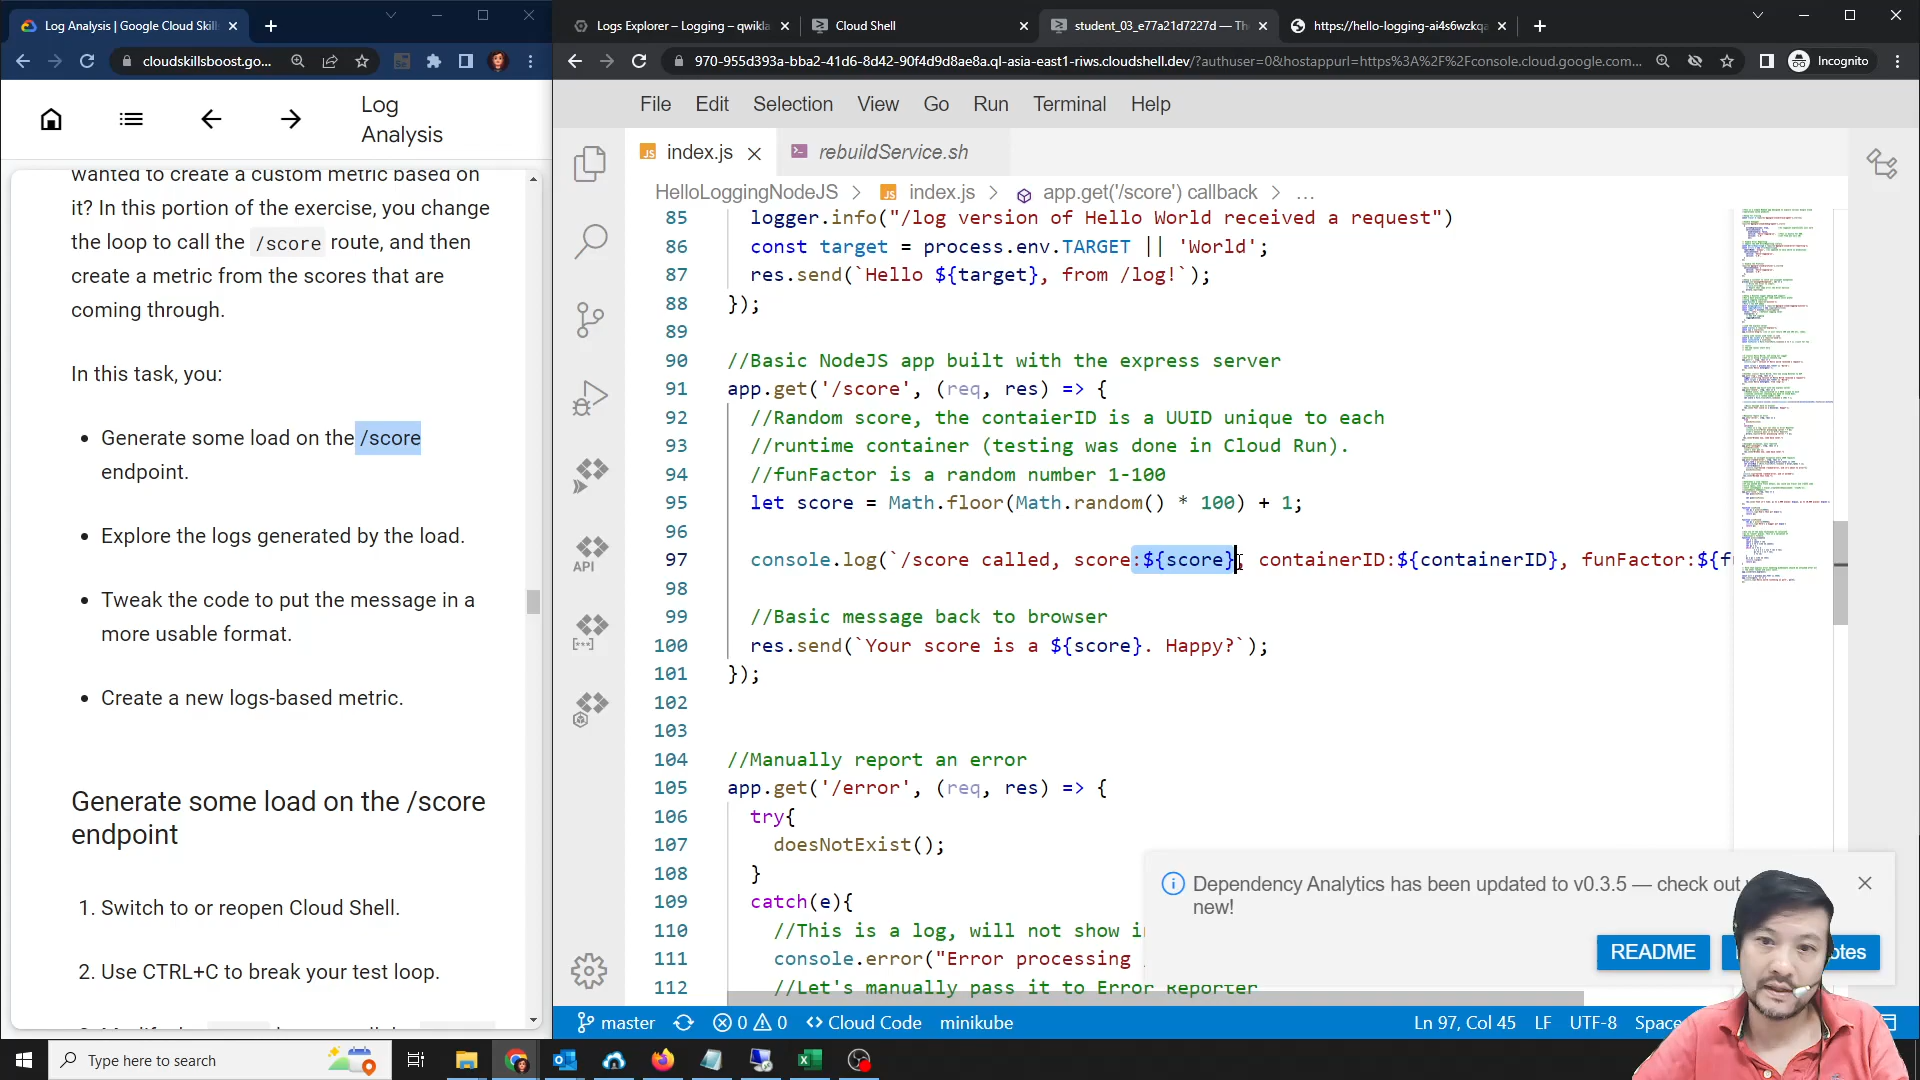 Log Analysis | Google Cloud Skill
cloudskillsboost.go...
Log
Analysis
wanted to create a custom metric based on
it? In this portion of the exercise, you change
the loop to call the /score route, and then
create a metric from the scores that are
coming through.
In this task, you:
Generate some load on the /score
endpoint.
Explore the logs generated by the load.
Tweak the code to put the message in a
more usable format.
Create a new logs-based metric.
Generate some load on the /score
endpoint
1. Switch to or reopen Cloud Shell.
2. Use CTRL+C to break your test loop.
Logs Explorer – Logging – qwikla
Cloud Shell
student_03_e77a21d7227d — Th
https://hello-logging-ai4s6wzkqa
970-955d393a-bba2-41d6-8d42-90f4d9d8ae8a.ql-asia-east1-riws.cloudshell.dev/?authuser=0&hostappurl=https%3A%2F%2Fconsole.cloud.google.com...
Incognito
File Edit Selection View Go Run Terminal Help
JS index.js
rebuildService.sh
HelloLoggingNodeJS > JS index.js > app.get('/score') callback > ...
API
85 logger.info("/log version of Hello World received a request")
86 const target = process.env.TARGET || 'World';
87 res.send(`Hello ${target}, from /log!`);
88 });
89
90 //Basic NodeJS app built with the express server
91 app.get('/score', (req, res) => {
92 //Random score, the contaierID is a UUID unique to each
93 //runtime container (testing was done in Cloud Run).
94 //funFactor is a random number 1-100
95 let score = Math.floor(Math.random() * 100) + 1;
96
97 console.log(`/score called, score:${score}, containerID:${containerID}, funFactor:${f
98
99 //Basic message back to browser
100 res.send(`Your score is a ${score}. Happy?`);
101 });
102
103
104 //Manually report an error
105 app.get('/error', (req, res) => {
106 try{
107 doesNotExist();
108 }
109 catch(e){
110 //This is a log, will not show i
111 console.error("Error processing
112 //Let's manually pass it to Error Reporter
Dependency Analytics has been updated to v0.3.5 — check out
new!
README
otes
master 0 0 Cloud Code minikube
Ln 97, Col 45 LF UTF-8 Space
Type here to search